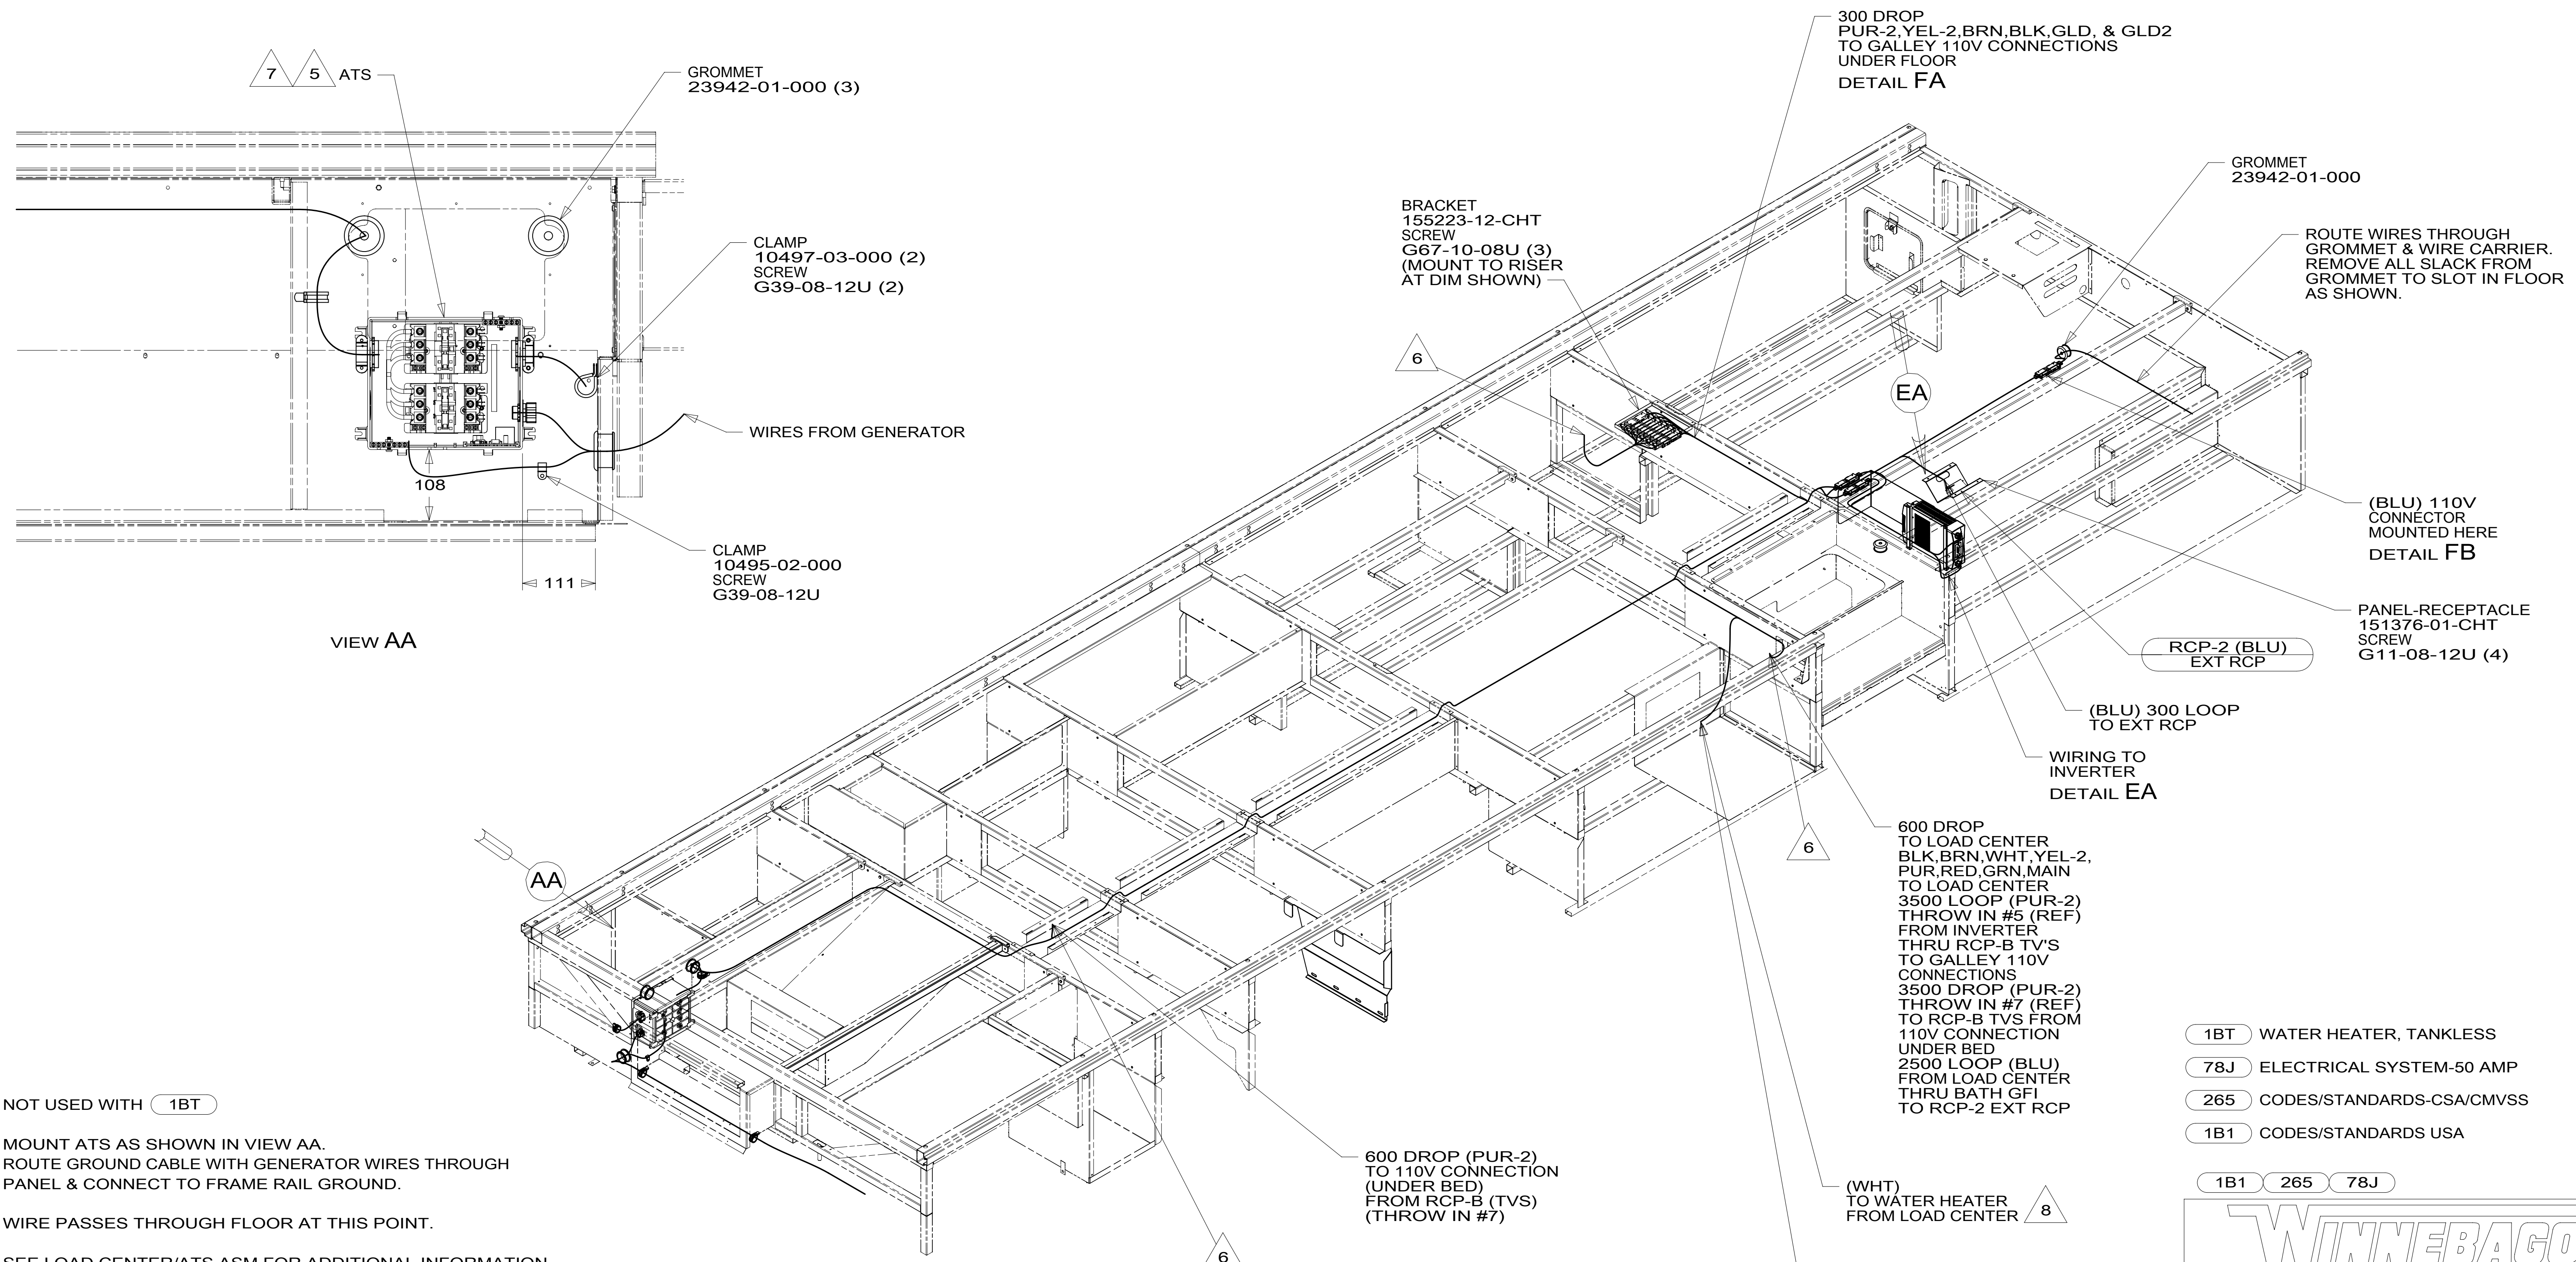 7 5 ATS
GROMMET
23942-01-000 (3)
CLAMP
10497-03-000 (2)
SCREW
G39-08-12U (2)
WIRES FROM GENERATOR
108
111
CLAMP
10495-02-000
SCREW
G39-08-12U
VIEW AA
300 DROP
PUR-2,YEL-2,BRN,BLK,GLD, & GLD2
TO GALLEY 110V CONNECTIONS
UNDER FLOOR
DETAIL FA
GROMMET
23942-01-000
BRACKET
155223-12-CHT
SCREW
G67-10-08U (3)
(MOUNT TO RISER
AT DIM SHOWN)
ROUTE WIRES THROUGH
GROMMET & WIRE CARRIER.
REMOVE ALL SLACK FROM
GROMMET TO SLOT IN FLOOR
AS SHOWN.
6
EA
(BLU) 110V
CONNECTOR
MOUNTED HERE
DETAIL FB
PANEL-RECEPTACLE
151376-01-CHT
SCREW
G11-08-12U (4)
RCP-2 (BLU)
EXT RCP
(BLU) 300 LOOP
TO EXT RCP
WIRING TO
INVERTER
DETAIL EA
6
600 DROP
TO LOAD CENTER
BLK,BRN,WHT,YEL-2,
PUR,RED,GRN,MAIN
TO LOAD CENTER
3500 LOOP (PUR-2)
THROW IN #5 (REF)
FROM INVERTER
THRU RCP-B TV'S
TO GALLEY 110V
CONNECTIONS
3500 DROP (PUR-2)
THROW IN #7 (REF)
TO RCP-B TVS FROM
110V CONNECTION
UNDER BED
2500 LOOP (BLU)
FROM LOAD CENTER
THRU BATH GFI
TO RCP-2 EXT RCP
AA
600 DROP (PUR-2)
TO 110V CONNECTION
(UNDER BED)
FROM RCP-B (TVS)
(THROW IN #7)
6
(WHT)
TO WATER HEATER
FROM LOAD CENTER 8
NOT USED WITH 1BT
MOUNT ATS AS SHOWN IN VIEW AA.
ROUTE GROUND CABLE WITH GENERATOR WIRES THROUGH
PANEL & CONNECT TO FRAME RAIL GROUND.
WIRE PASSES THROUGH FLOOR AT THIS POINT.
SEE LOAD CENTER/ATS ASM FOR ADDITIONAL INFORMATION
1BT WATER HEATER, TANKLESS
78J ELECTRICAL SYSTEM-50 AMP
265 CODES/STANDARDS-CSA/CMVSS
1B1 CODES/STANDARDS USA
1B1 265 78J
WINNEBAGO